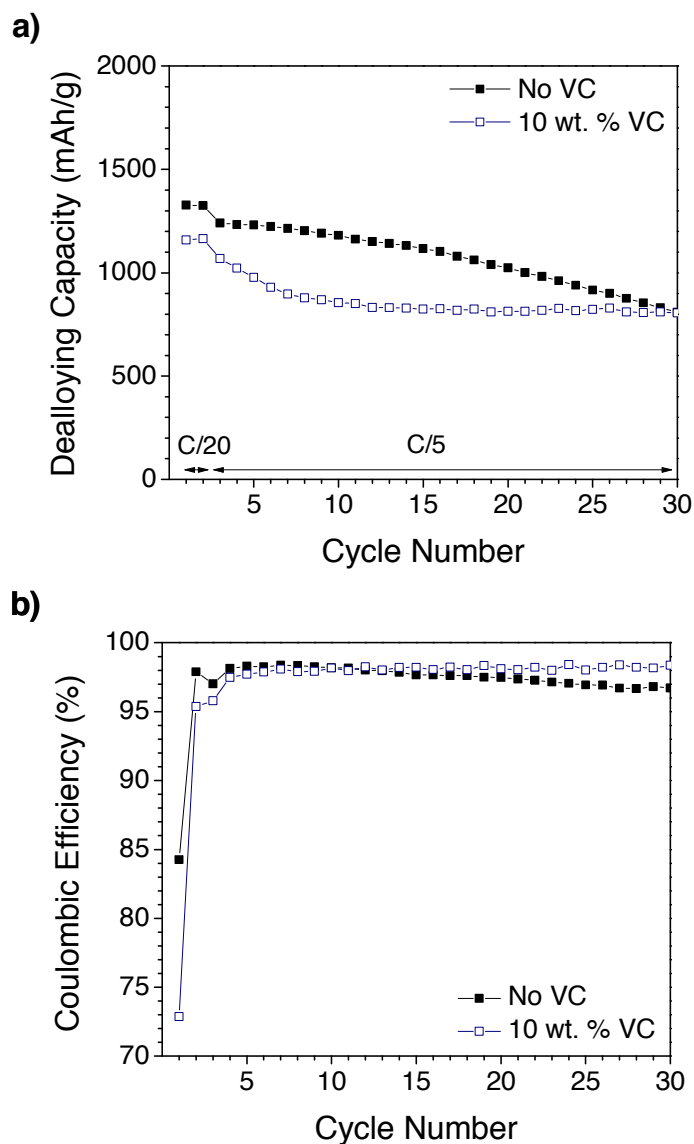 a)
2000
1500
1000
500
0
Dealloying Capacity (mAh/g)
No VC
10 wt. % VC
C/20
C/5
5
10
15
20
25
30
Cycle Number
b)
100
95
90
85
80
75
70
Coulombic Efficiency (%)
No VC
10 wt. % VC
5
10
15
20
25
30
Cycle Number